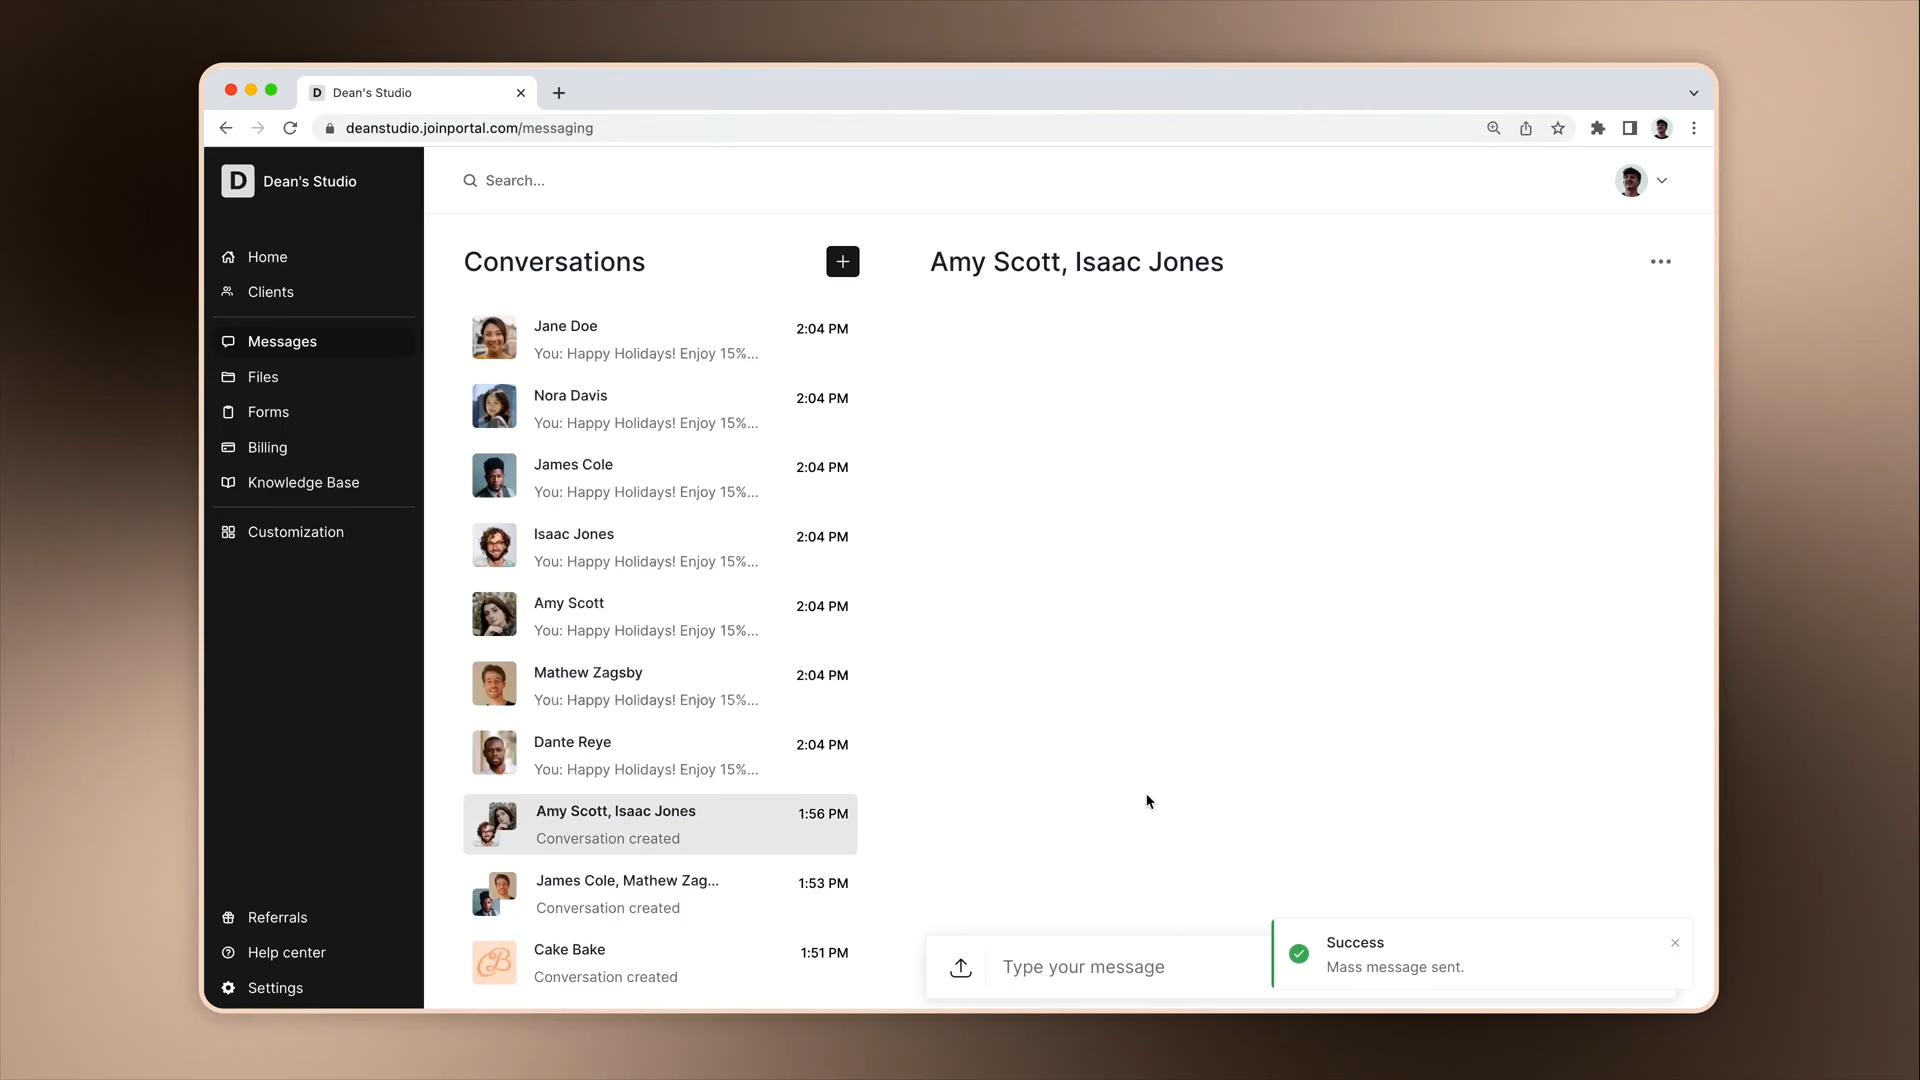 D Dean's Studio
deanstudio.joinportal.com/messaging
D Dean's Studio
Search...
Home
Clients
Messages
Files
Forms
Billing
Knowledge Base
Customization
Referrals
Help center
Settings
Conversations
Jane Doe 2:04 PM
You: Happy Holidays! Enjoy 15%...
Nora Davis 2:04 PM
You: Happy Holidays! Enjoy 15%...
James Cole 2:04 PM
You: Happy Holidays! Enjoy 15%...
Isaac Jones 2:04 PM
You: Happy Holidays! Enjoy 15%...
Amy Scott 2:04 PM
You: Happy Holidays! Enjoy 15%...
Mathew Zagsby 2:04 PM
You: Happy Holidays! Enjoy 15%...
Dante Reye 2:04 PM
You: Happy Holidays! Enjoy 15%...
Amy Scott, Isaac Jones 1:56 PM
Conversation created
James Cole, Mathew Zag... 1:53 PM
Conversation created
CB
Cake Bake 1:51 PM
Conversation created
Amy Scott, Isaac Jones
Type your message
Success
Mass message sent.